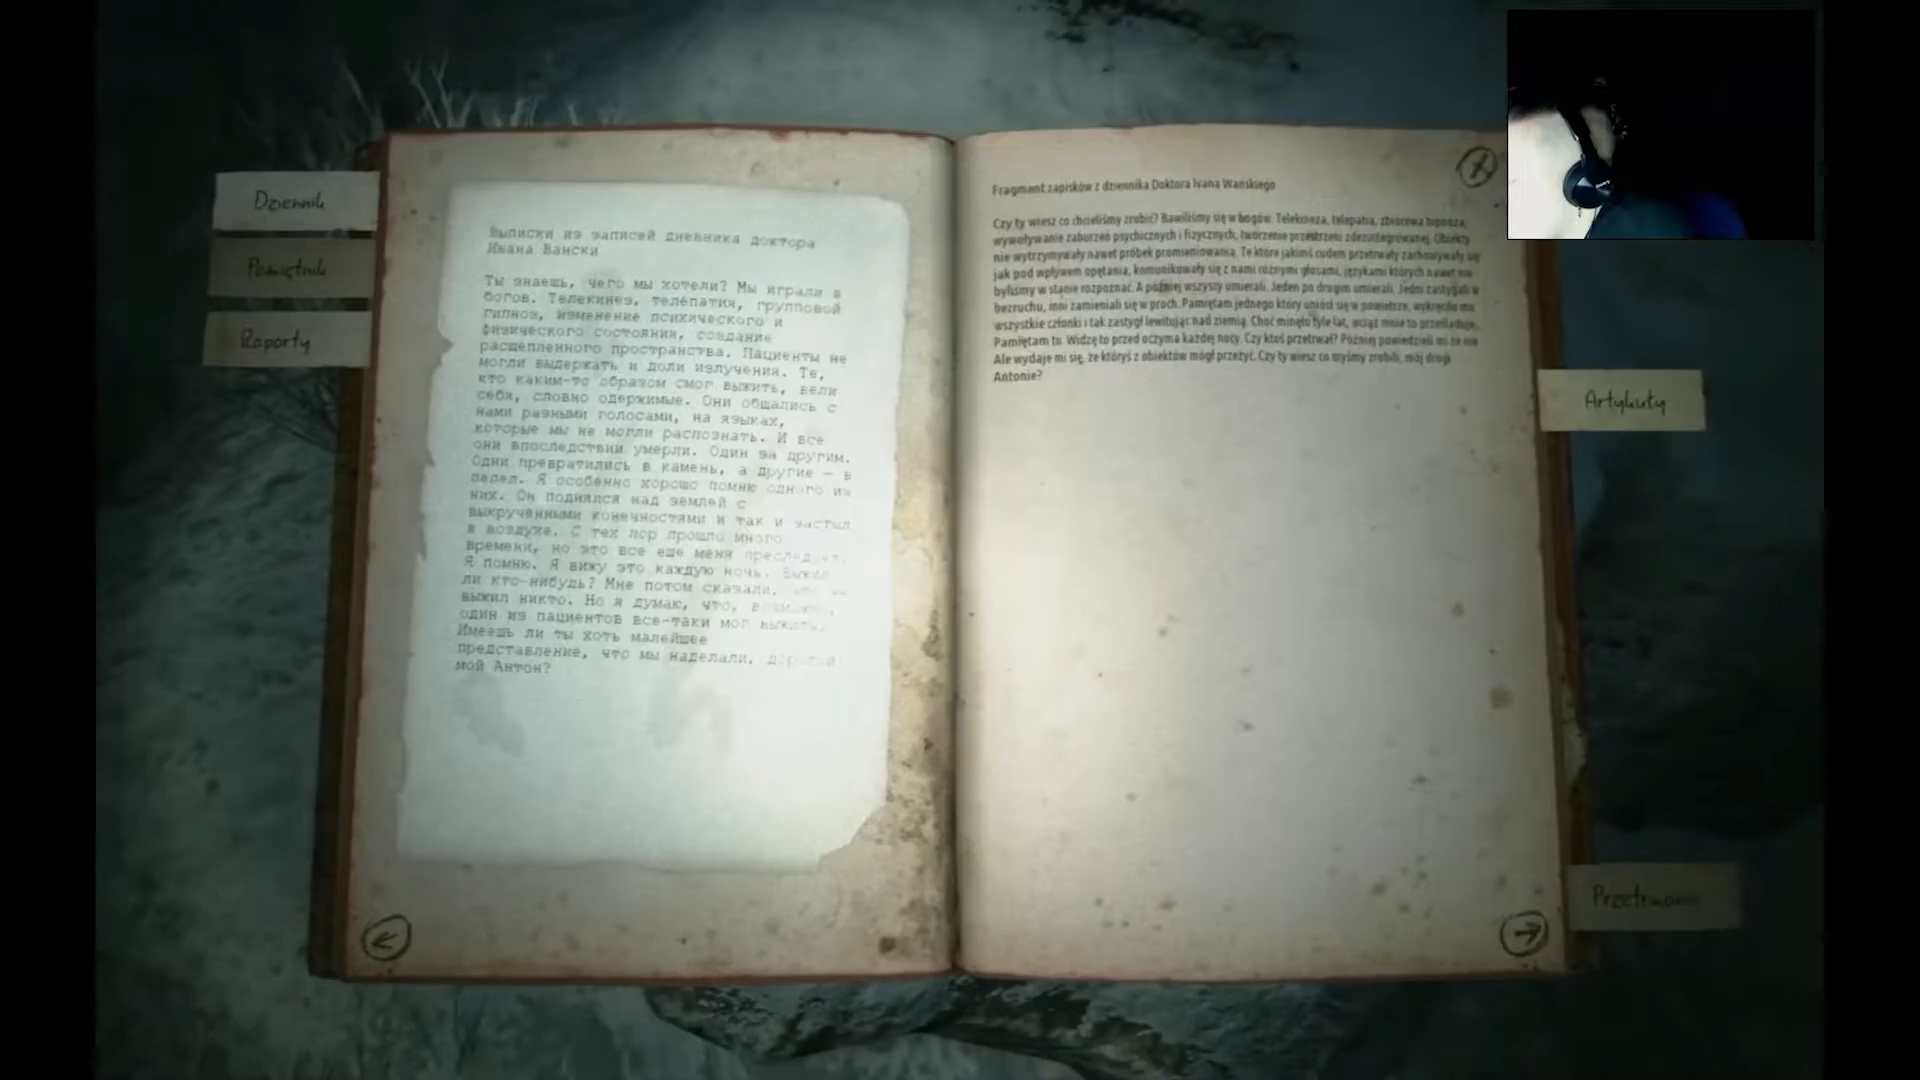 Dziennik
Pamiętnik
Raporty
Выписки из записей дневника доктора
Ивана Вански
Ты знаешь, чего мы хотели? Мы играли в
богов. Телекинез, телепатия, групповой
гипноз, изменение психического и
физического состояния, создание
расщепленного пространства. Пациенты не
могли выдержать и доли излучения. Те,
кто каким-то образом смог выжить, вели
себя, словно одержимые. Они общались с
нами разными голосами, на языках,
которые мы не могли распознать. И все
они впоследствии умерли. Один за другим.
Одни превратились в камень, а другие — в
пепел. Я особенно хорошо помню одного из
них. Он поднялся над землей с
выкрученными конечностями и так и застыл
в воздухе. С тех пор прошло много
времени, но это все еще меня преследует.
Я помню. Я вижу это каждую ночь. Выжил
ли кто-нибудь? Мне потом сказали,
выжил никто. Но я думаю, что,
один из пациентов все-таки мог выжить.
Имеешь ли ты хоть малейшее
представление, что мы наделали, дорогой
мой Антон?
Fragment zapisków z dziennika Doktora Ivana Wanskiego
Czy ty wiesz co chcieliśmy zrobić? Bawiliśmy się w bogów. Telekineza, telepatia, zbiorowa hipnoza,
wywoływanie zaburzeń psychicznych i fizycznych, tworzenie przestrzeni zdezintegrowanej. Obiekty
nie wytrzymywały nawet próbek promieniowania. Te które jakimś cudem przetrwały zachowywały się
jak pod wpływem opętania, komunikowały się z nami różnymi głosami, językami których nawet nie
byliśmy w stanie rozpoznać. A później wszyscy umierali. Jeden po drugim umierali. Jedni zastygali w
bezruchu, inni zamieniali się w proch. Pamiętam jednego który uniósł się w powietrze, wykręciło mu
wszystkie członki i tak zastygł lewitując nad ziemią. Choć minęło tyle lat, wciąż mnie to prześladuje.
Pamiętam to. Widzę to przed oczyma każdej nocy. Czy ktoś przetrwał? Później powiedzieli mi że nie.
Ale wydaje mi się, że któryś z obiektów mógł przeżyć. Czy ty wiesz co myśmy zrobili, mój drogi
Antonie?
Artykuły
Przetrwanie